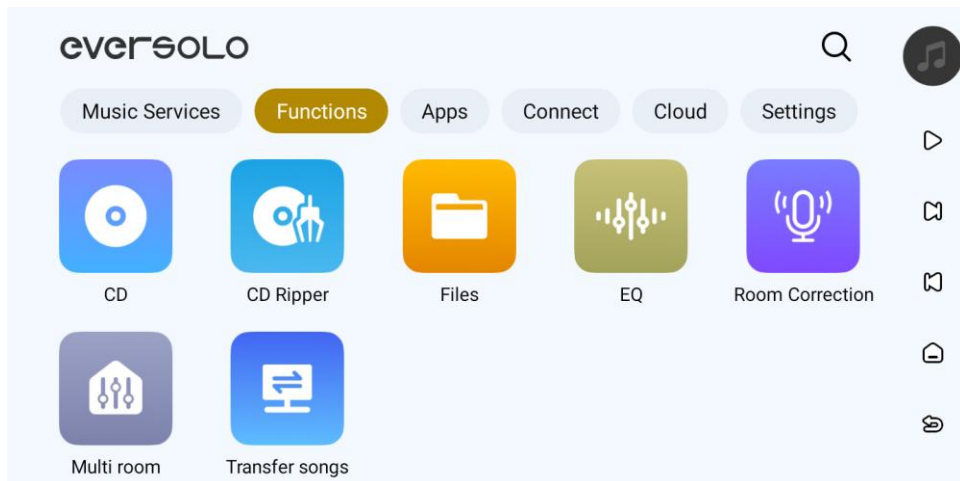 eversolo
Music Services Functions Apps Connect Cloud Settings
CD CD Ripper Files EQ Room Correction
Multi room Transfer songs